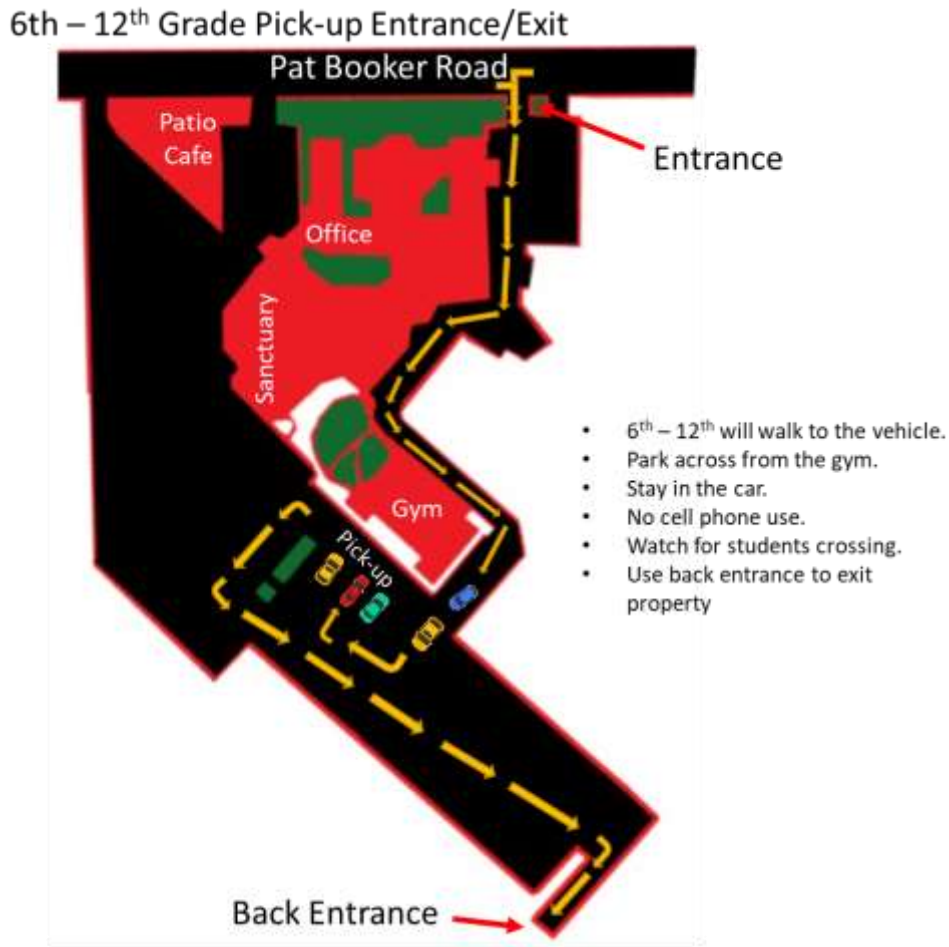 6th – 12th Grade Pick-up Entrance/Exit
Pat Booker Road
Patio
Cafe
Entrance
Office
Sanctuary
• 6th – 12th will walk to the vehicle.
• Park across from the gym.
• Stay in the car.
• No cell phone use.
• Watch for students crossing.
• Use back entrance to exit
property
Gym
Pick-up
Back Entrance